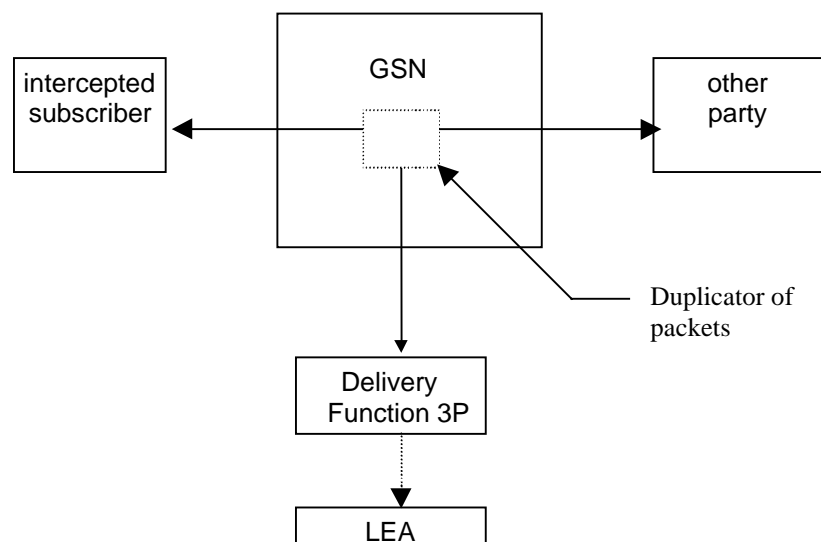 GSN
intercepted
subscriber
other
party
Duplicator of
packets
Delivery
Function 3P
LEA